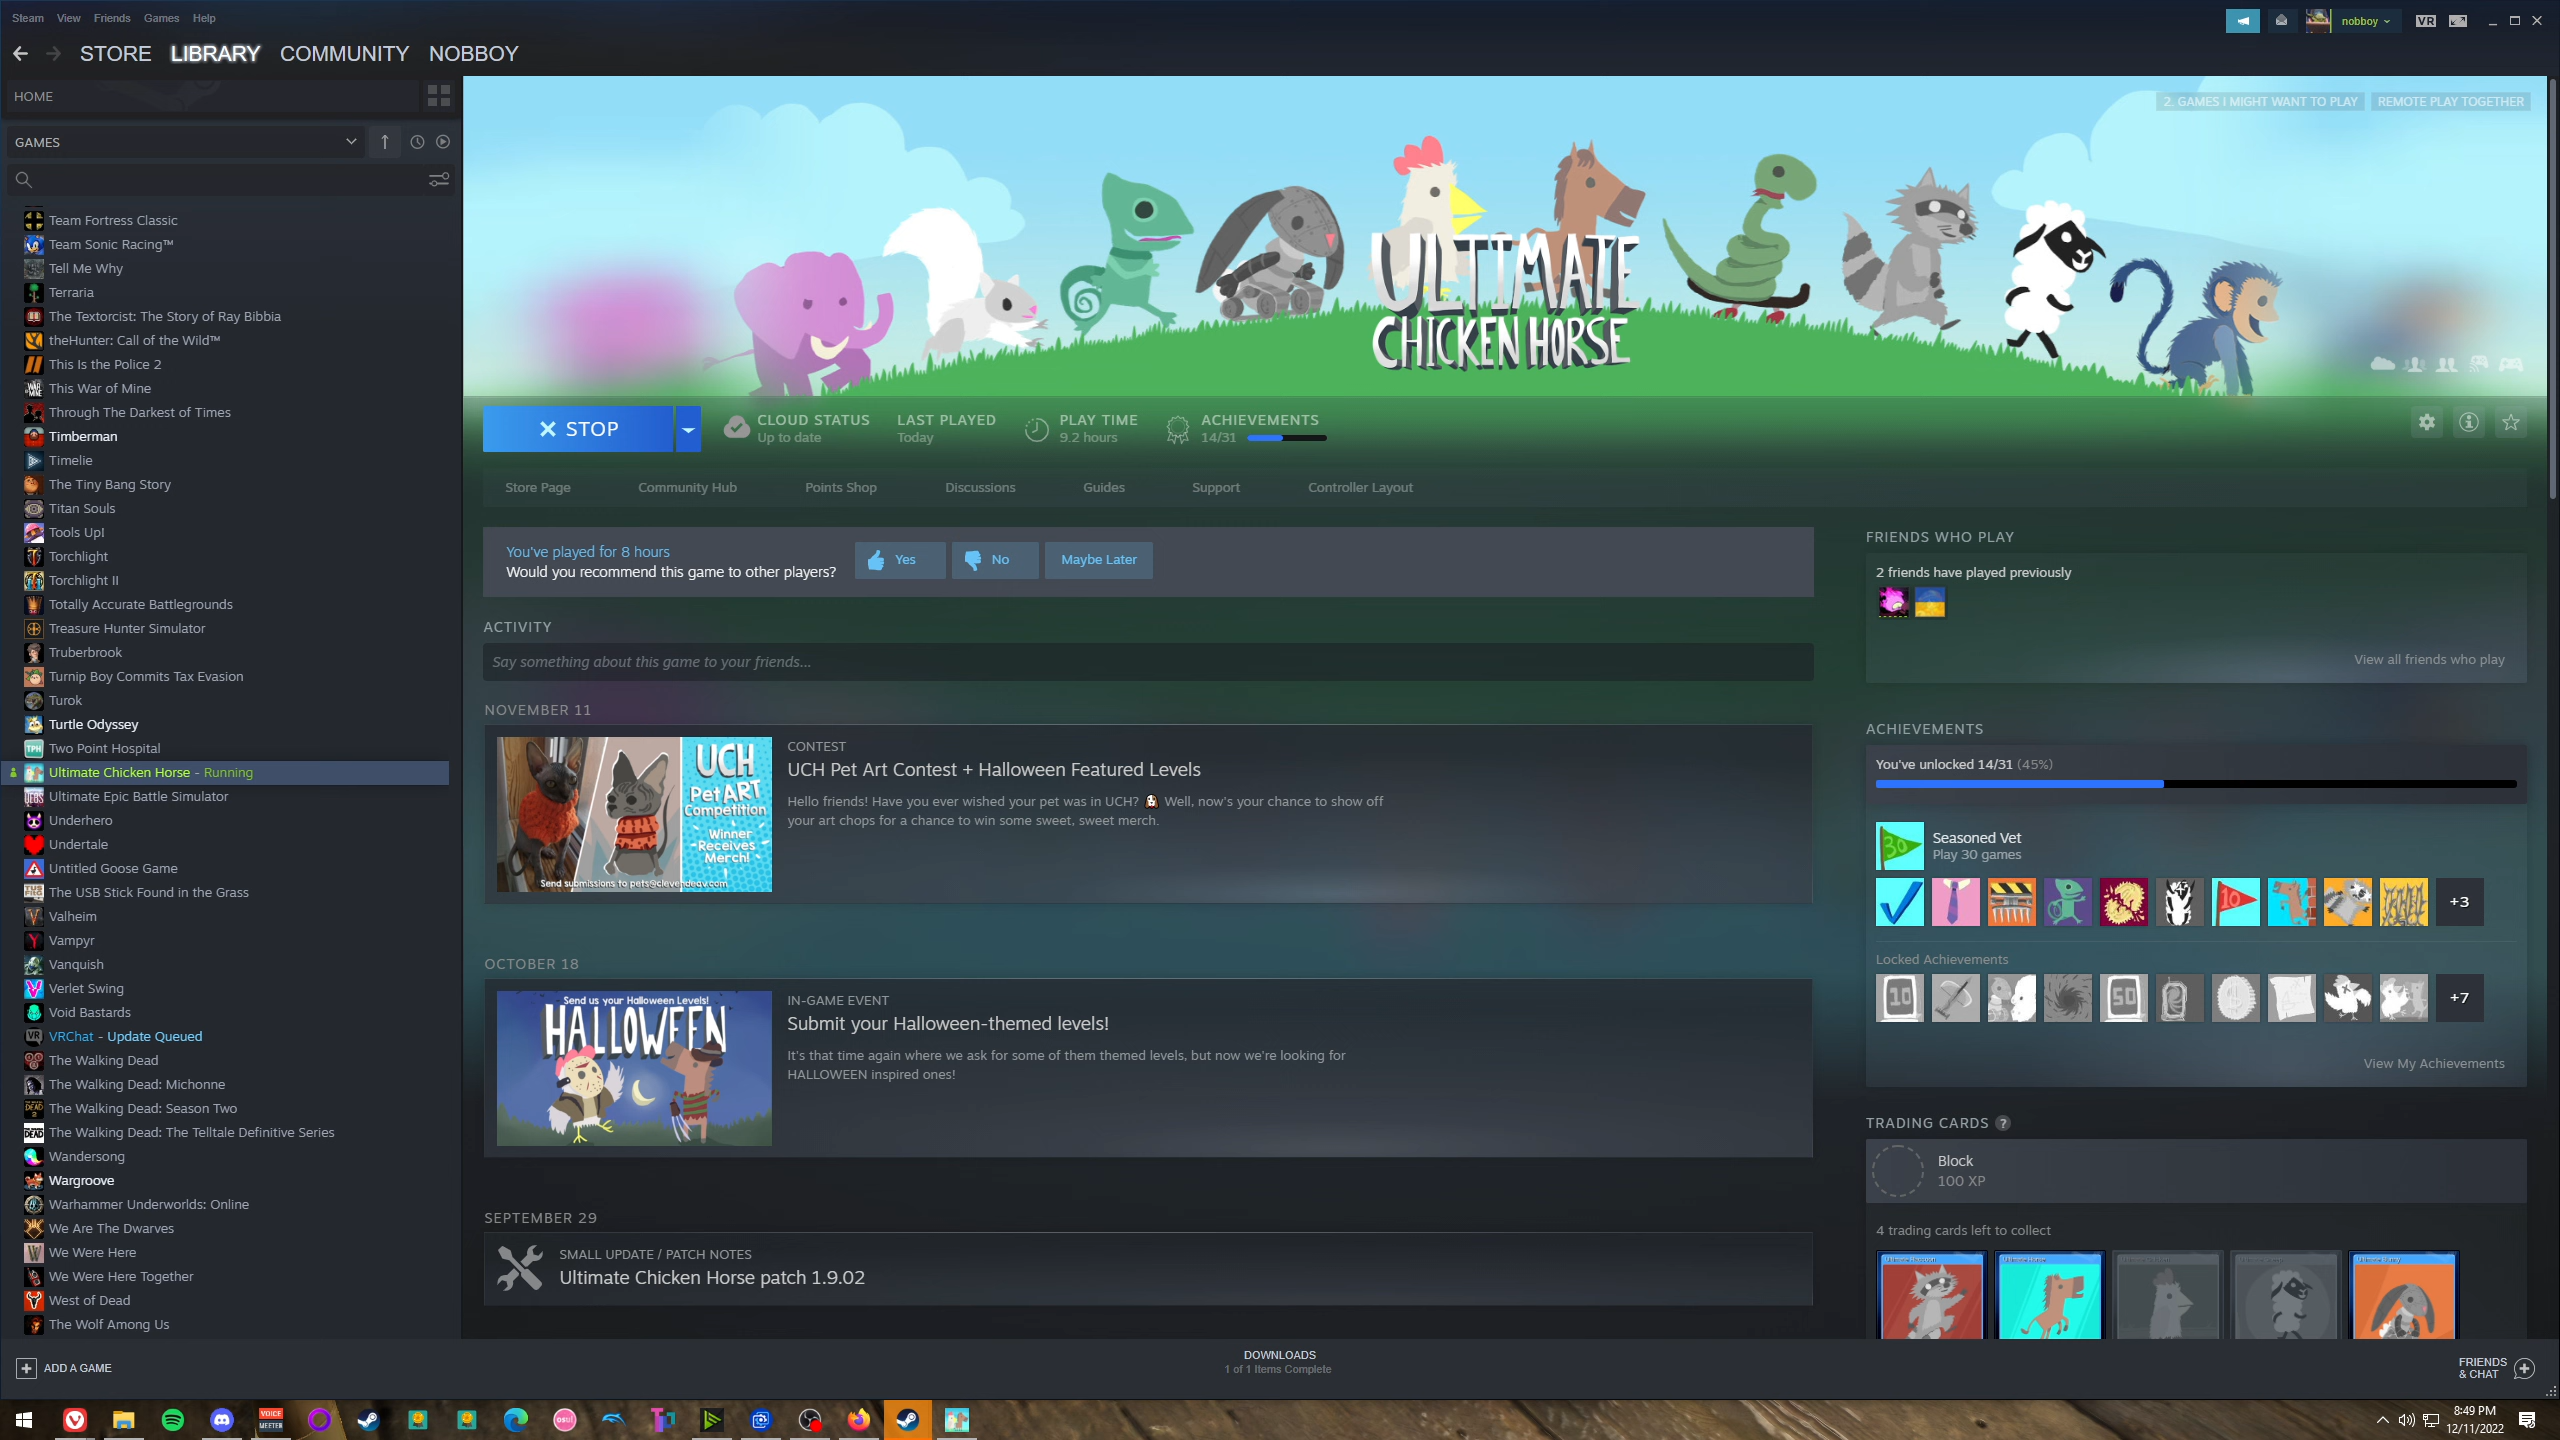 Steam View Friends Games Help
nobboy
VR
STORE LIBRARY COMMUNITY NOBBOY
HOME
GAMES
Team Fortress Classic
Team Sonic Racing™
Tell Me Why
Terraria
The Textorcist: The Story of Ray Bibbia
theHunter: Call of the Wild™
This Is the Police 2
This War of Mine
Through The Darkest of Times
Timberman
Timelie
The Tiny Bang Story
Titan Souls
Tools Up!
Torchlight
Torchlight II
Totally Accurate Battlegrounds
Treasure Hunter Simulator
Truberbrook
Turnip Boy Commits Tax Evasion
Turok
Turtle Odyssey
Two Point Hospital
Ultimate Chicken Horse - Running
Ultimate Epic Battle Simulator
Underhero
Undertale
Untitled Goose Game
The USB Stick Found in the Grass
Valheim
Vampyr
Vanquish
Verlet Swing
Void Bastards
VRChat - Update Queued
The Walking Dead
The Walking Dead: Michonne
The Walking Dead: Season Two
The Walking Dead: The Telltale Definitive Series
Wandersong
Wargroove
Warhammer Underworlds: Online
We Are The Dwarves
We Were Here
We Were Here Together
West of Dead
The Wolf Among Us
2. GAMES I MIGHT WANT TO PLAY REMOTE PLAY TOGETHER
ULTIMATE
CHICKEN HORSE
STOP
CLOUD STATUS
Up to date
LAST PLAYED
Today
PLAY TIME
9.2 hours
ACHIEVEMENTS
14/31
Store Page Community Hub Points Shop Discussions Guides Support Controller Layout
You've played for 8 hours
Would you recommend this game to other players?
Yes No Maybe Later
ACTIVITY
Say something about this game to your friends...
NOVEMBER 11
UCH
Pet ART
Competition
Winner
Receives
Merch!
Send submissions to pets@cleverendeav.com
CONTEST
UCH Pet Art Contest + Halloween Featured Levels
Hello friends! Have you ever wished your pet was in UCH? Well, now's your chance to show off
your art chops for a chance to win some sweet, sweet merch.
OCTOBER 18
Send us your Halloween Levels!
HALLOWEEN
IN-GAME EVENT
Submit your Halloween-themed levels!
It's that time again where we ask for some of them themed levels, but now we're looking for
HALLOWEEN inspired ones!
SEPTEMBER 29
SMALL UPDATE / PATCH NOTES
Ultimate Chicken Horse patch 1.9.02
FRIENDS WHO PLAY
2 friends have played previously
View all friends who play
ACHIEVEMENTS
You've unlocked 14/31 (45%)
30
Seasoned Vet
Play 30 games
10
+3
Locked Achievements
10
50
+7
View My Achievements
TRADING CARDS ?
Block
100 XP
4 trading cards left to collect
ADD A GAME
DOWNLOADS
1 of 1 Items Complete
FRIENDS
& CHAT
VOICE
MEETER
osu!
8:49 PM
12/11/2022